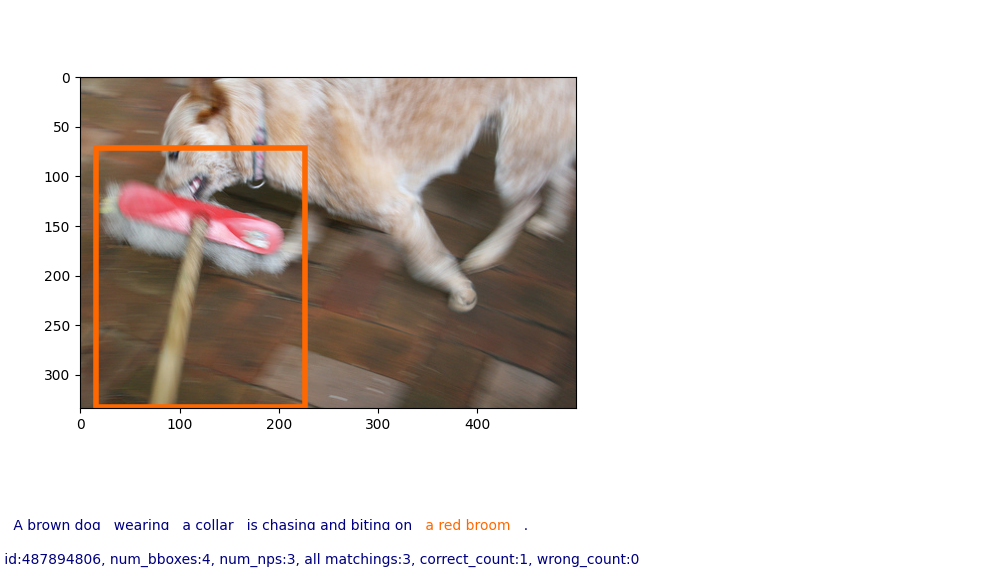 0
50
100
150
200
250
300
0 100 200 300 400
A brown dog wearing a collar is chasing and biting on a red broom .
id:487894806, num_bboxes:4, num_nps:3, all matchings:3, correct_count:1, wrong_count:0